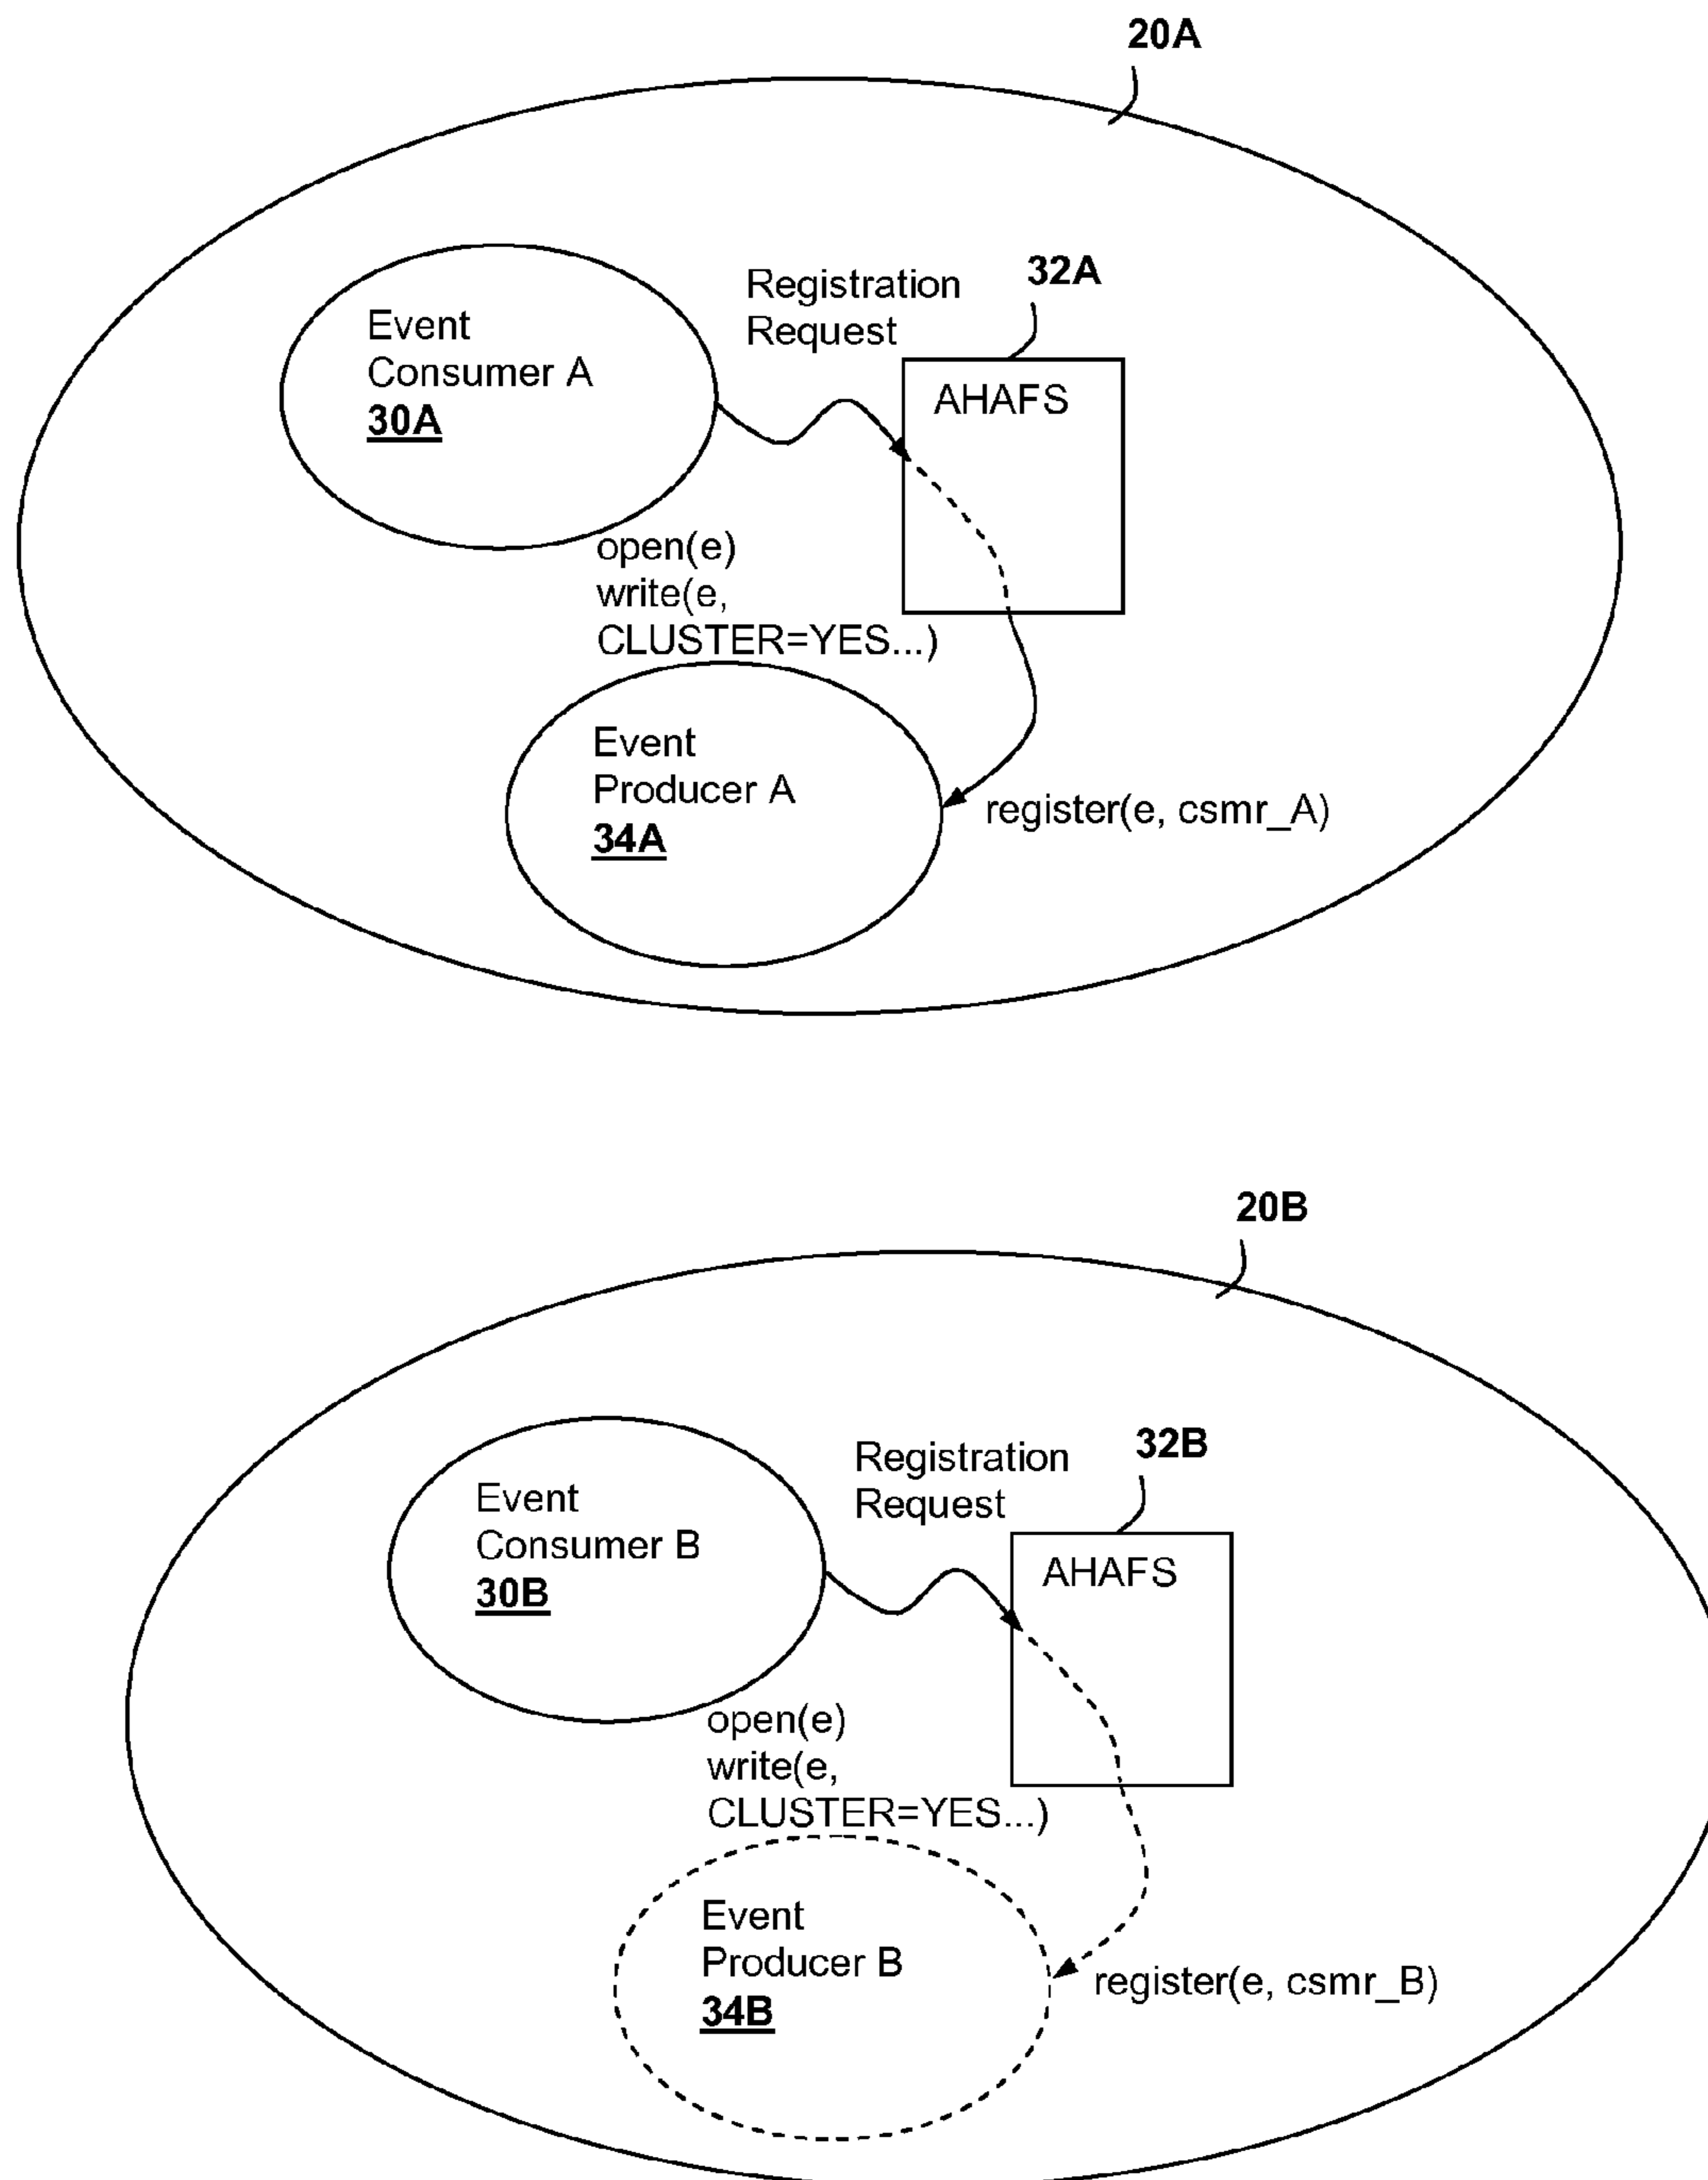 20A
Registration
Request
32A
Event
Consumer A
30A
AHAFS
open(e)
write(e,
CLUSTER=YES...)
Event
Producer A
34A
register(e, csmr_A)
20B
Registration
Request
32B
Event
Consumer B
30B
AHAFS
open(e)
write(e,
CLUSTER=YES...)
Event
Producer B
34B
register(e, csmr_B)